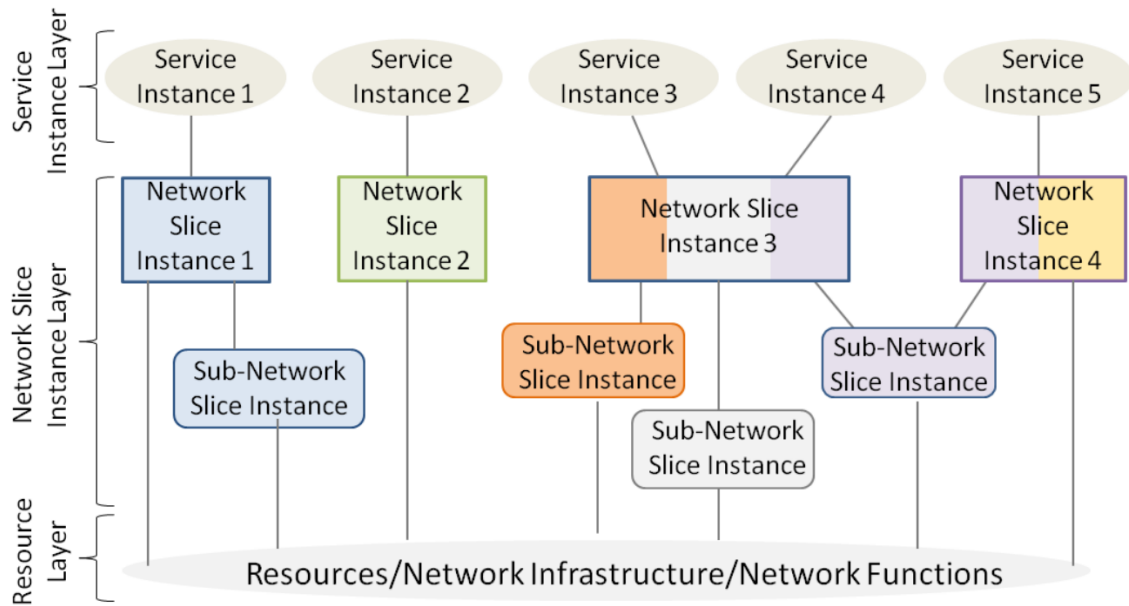 Service
Instance Layer
Service
Instance 1
Service
Instance 2
Service
Instance 3
Service
Instance 4
Service
Instance 5
Network Slice
Instance Layer
Network
Slice
Instance 1
Network
Slice
Instance 2
Network Slice
Instance 3
Network
Slice
Instance 4
Sub-Network
Slice Instance
Sub-Network
Slice Instance
Sub-Network
Slice Instance
Sub-Network
Slice Instance
Resource
Layer
Resources/Network Infrastructure/Network Functions